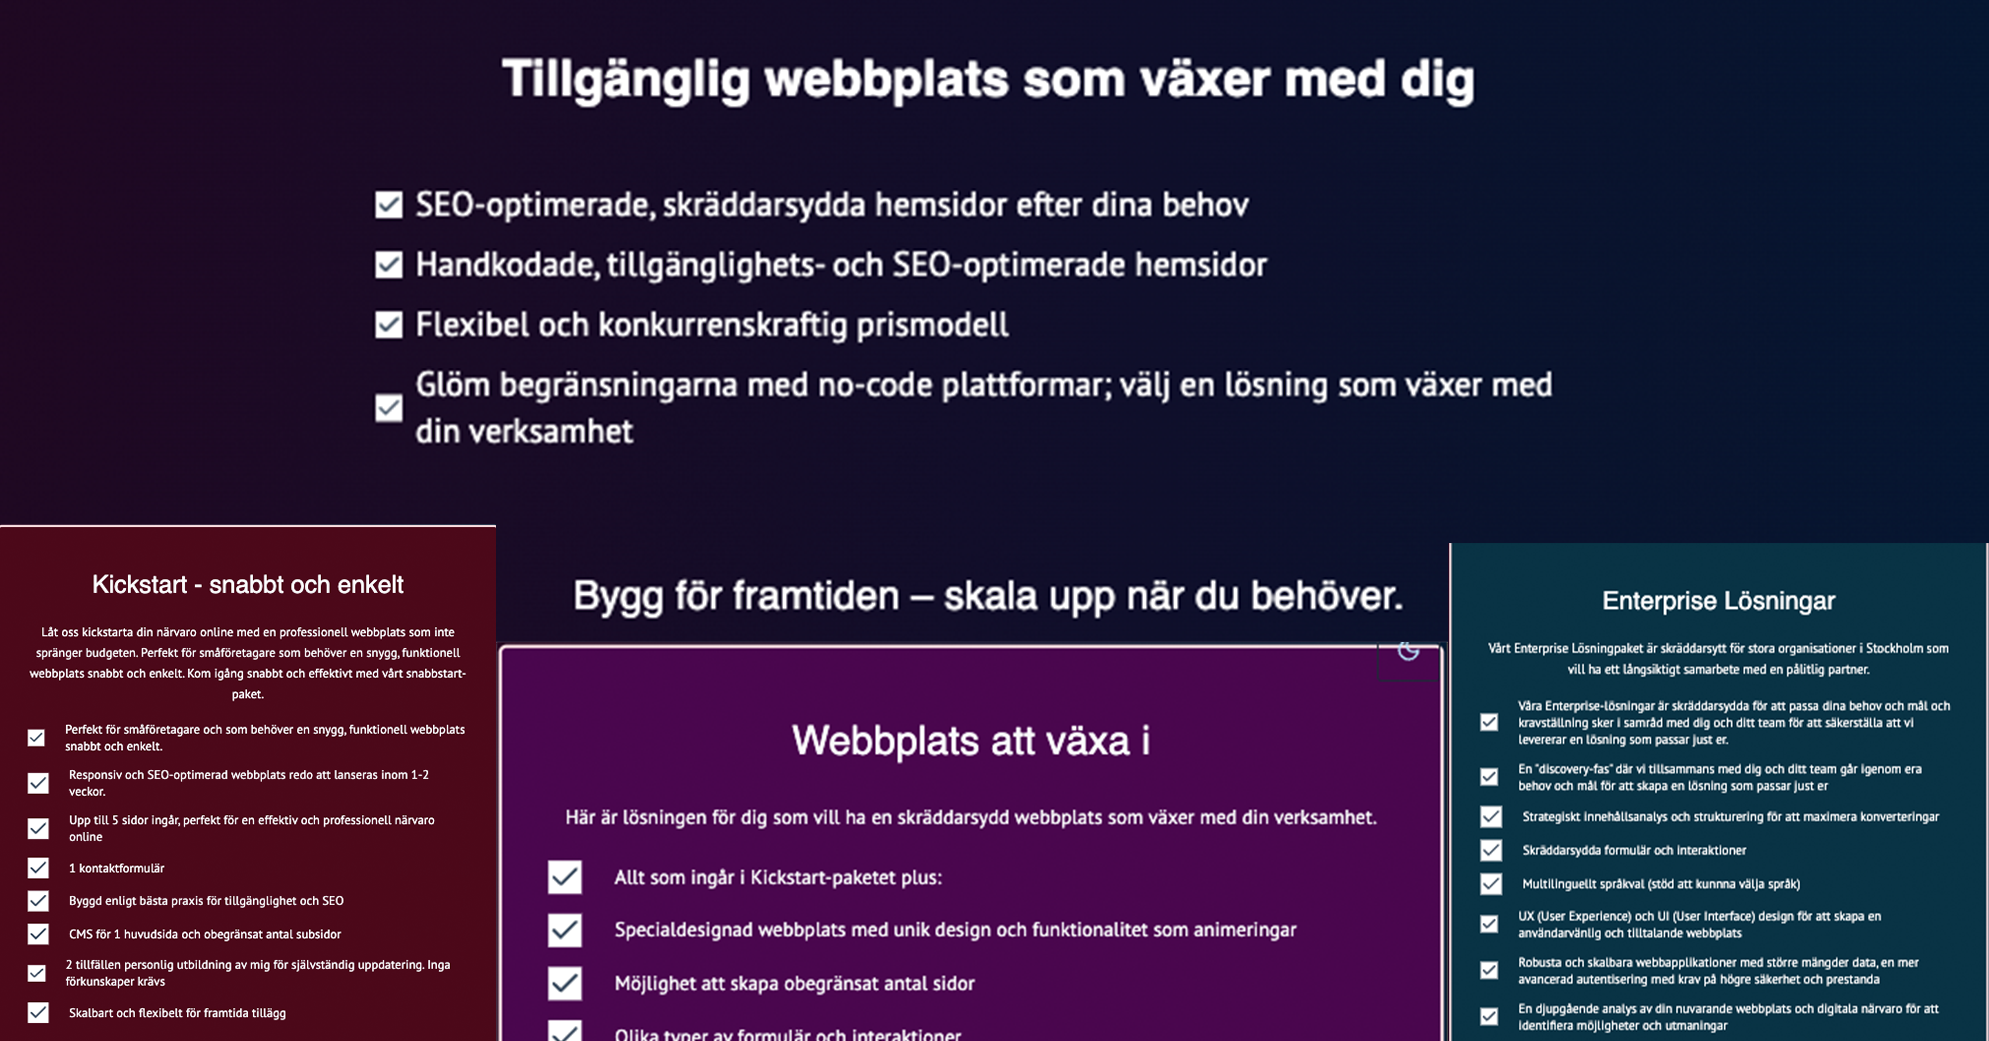 Tillgänglig webbplats som växer med dig
SEO-optimerade, skräddarsydda hemsidor efter dina behov
Handkodade, tillgänglighets- och SEO-optimerade hemsidor
Flexibel och konkurrenskraftig prismodell
Glöm begränsningarna med no-code plattformar; välj en lösning som växer med
din verksamhet
Kickstart - snabbt och enkelt
Låt oss kickstarta din närvaro online med en professionell webbplats som inte
spränger budgeten. Perfekt för småföretagare som behöver en snygg, funktionell
webbplats snabbt och enkelt. Kom igång snabbt och effektivt med vårt snabbstart-
paket.
Perfekt för småföretagare och som behöver en snygg, funktionell webbplats
snabbt och enkelt.
Responsiv och SEO-optimerad webbplats redo att lanseras inom 1-2
veckor.
Upp till 5 sidor ingår, perfekt för en effektiv och professionell närvaro
online
1 kontaktformulär
Byggd enligt bästa praxis för tillgänglighet och SEO
CMS för 1 huvudsida och obegränsat antal subsidor
2 tillfällen personlig utbildning av mig för självständig uppdatering. Inga
förkunskaper krävs
Skalbart och flexibelt för framtida tillägg
Bygg för framtiden – skala upp när du behöver.
Webbplats att växa i
Här är lösningen för dig som vill ha en skräddarsydd webbplats som växer med din verksamhet.
Allt som ingår i Kickstart-paketet plus:
Specialdesignad webbplats med unik design och funktionalitet som animeringar
Möjlighet att skapa obegränsat antal sidor
Olika typer av formulär och interaktioner
Enterprise Lösningar
Vårt Enterprise Lösningpaket är skräddarsytt för stora organisationer i Stockholm som
vill ha ett långsiktigt samarbete med en pålitlig partner.
Våra Enterprise-lösningar är skräddarsydda för att passa dina behov och mål och
kravställning sker i samråd med dig och ditt team för att säkerställa att vi
levererar en lösning som passar just er.
En "discovery-fas" där vi tillsammans med dig och ditt team går igenom era
behov och mål för att skapa en lösning som passar just er
Strategiskt innehållsanalys och strukturering för att maximera konverteringar
Skräddarsydda formulär och interaktioner
Multilinguellt språkval (stöd att kunnna välja språk)
UX (User Experience) och UI (User Interface) design för att skapa en
användarvänlig och tilltalande webbplats
Robusta och skalbara webbapplikationer med större mängder data, en mer
avancerad autentisering med krav på högre säkerhet och prestanda
En djupgående analys av din nuvarande webbplats och digitala närvaro för att
identifiera möjligheter och utmaningar